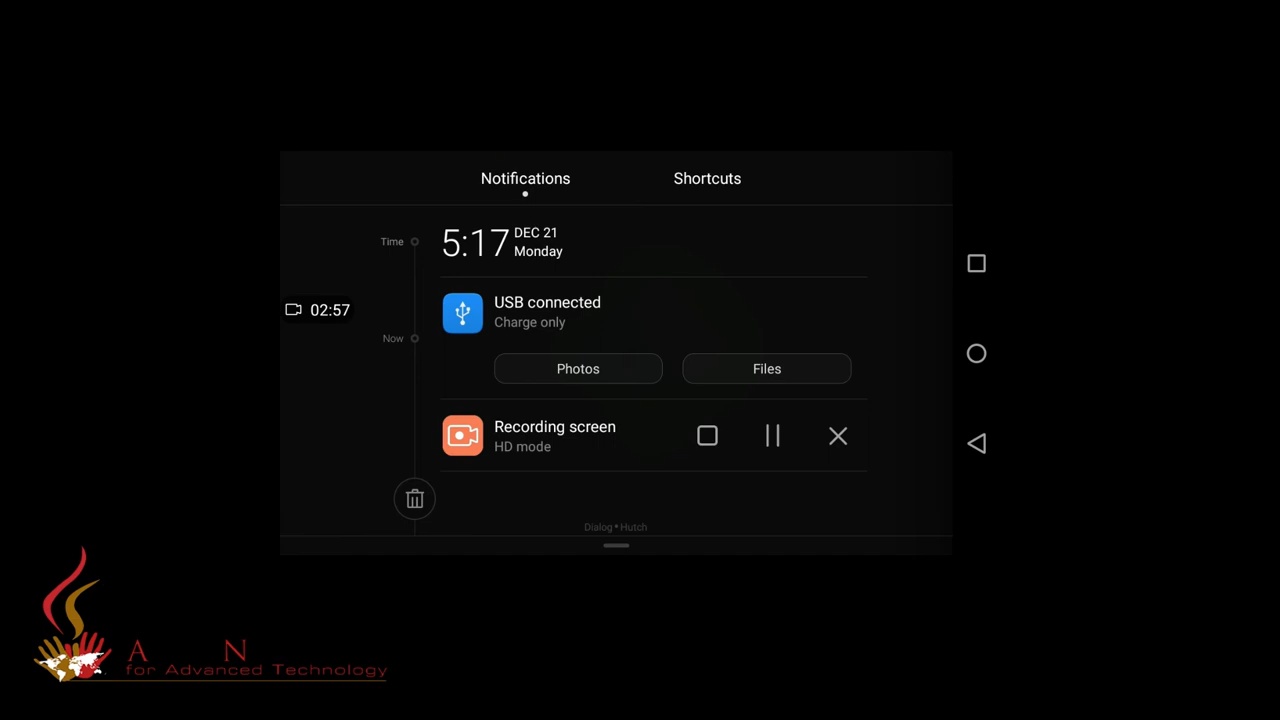 Notifications
Shortcuts
Time
5:17
DEC 21
Monday
02:57
USB connected
Charge only
Now
Photos
Files
Recording screen
HD mode
Dialog • Hutch
A N
for Advanced Technology